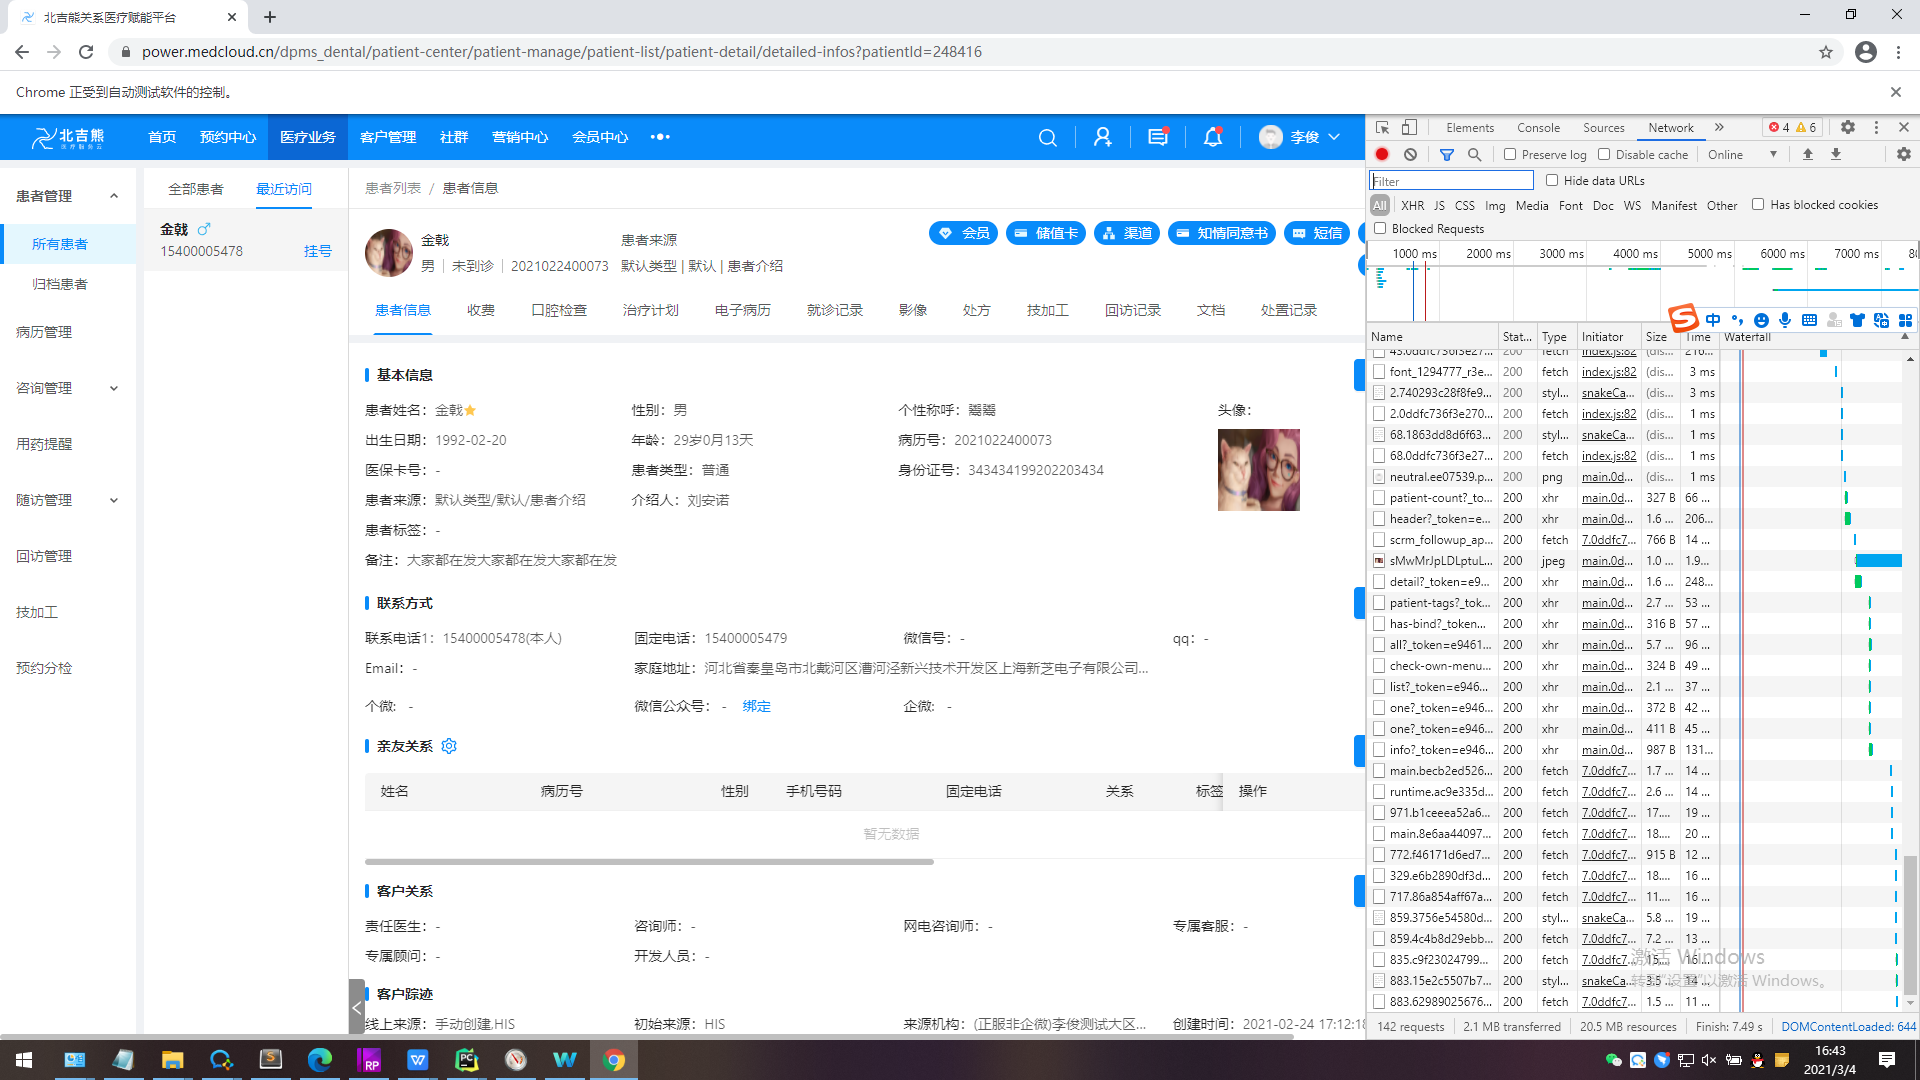 北吉熊关系医疗赋能平台
power.medcloud.cn/dpms_dental/patient-center/patient-manage/patient-list/patient-detail/detailed-infos?patientId=248416
Chrome 正受到自动测试软件的控制。
北吉熊
医疗服务云
首页 预约中心 医疗业务 客户管理 社群 营销中心 会员中心 李俊
患者管理
所有患者
归档患者
病历管理
咨询管理
用药提醒
随访管理
回访管理
技加工
预约分检
全部患者 最近访问
金戟
15400005478 挂号
患者列表 / 患者信息
金戟 患者来源
男 未到诊 2021022400073 默认类型 | 默认 | 患者介绍
会员 储值卡 渠道 知情同意书 短信
患者信息 收费 口腔检查 治疗计划 电子病历 就诊记录 影像 处方 技加工 回访记录 文档 处置记录
基本信息
患者姓名: 金戟 性别: 男 个性称呼: 鬸鬸 头像:
出生日期: 1992-02-20 年龄: 29岁0月13天 病历号: 2021022400073
医保卡号: - 患者类型: 普通 身份证号: 343434199202203434
患者来源: 默认类型/默认/患者介绍 介绍人: 刘安诺
患者标签: -
备注: 大家都在发大家都在发大家都在发
联系方式
联系电话1: 15400005478(本人) 固定电话: 15400005479 微信号: - qq: -
Email: - 家庭地址: 河北省秦皇岛市北戴河区漕河泾新兴技术开发区上海新芝电子有限公司...
个微: - 微信公众号: - 绑定 企微: -
亲友关系
姓名 病历号 性别 手机号码 固定电话 关系 标签 操作
暂无数据
客户关系
责任医生: - 咨询师: - 网电咨询师: - 专属客服: -
专属顾问: - 开发人员: -
客户踪迹
线上来源: 手动创建,HIS 初始来源: HIS 来源机构: (正服非企微)李俊测试大区... 创建时间: 2021-02-24 17:12:18
Elements Console Sources Network 4 6
Preserve log Disable cache Online
Filter Hide data URLs
All XHR JS CSS Img Media Font Doc WS Manifest Other Has blocked cookies
Blocked Requests
1000 ms 2000 ms 3000 ms 4000 ms 5000 ms 6000 ms 7000 ms
中
Name Stat... Type Initiator Size Time Waterfall
43.0ddfc736f3e27... 200 fetch index.js:82 (dis... 216...
font_1294777_r3e... 200 fetch index.js:82 (dis... 3 ms
2.740293c28f8fe9... 200 styl... snakeCa... (dis... 3 ms
2.0ddfc736f3e270... 200 fetch index.js:82 (dis... 1 ms
68.1863dd8d6f63... 200 styl... snakeCa... (dis... 1 ms
68.0ddfc736f3e27... 200 fetch index.js:82 (dis... 1 ms
neutral.ee07539.p... 200 png main.0d... (dis... 1 ms
patient-count?_to... 200 xhr main.0d... 327 B 66 ...
header?_token=e... 200 xhr main.0d... 1.6 ... 206...
scrm_followup_ap... 200 fetch 7.0ddfc7... 766 B 14 ...
sMwMrJpLDLptuL... 200 jpeg main.0d... 1.0 ... 1.9...
detail?_token=e9... 200 xhr main.0d... 1.6 ... 248...
patient-tags?_tok... 200 xhr main.0d... 2.7 ... 53 ...
has-bind?_token... 200 xhr main.0d... 316 B 57 ...
all?_token=e9461... 200 xhr main.0d... 5.7 ... 96 ...
check-own-menu... 200 xhr main.0d... 324 B 49 ...
list?_token=e946... 200 xhr main.0d... 2.1 ... 37 ...
one?_token=e946... 200 xhr main.0d... 372 B 42 ...
one?_token=e946... 200 xhr main.0d... 411 B 45 ...
info?_token=e946... 200 xhr main.0d... 987 B 131...
main.becb2ed526... 200 fetch 7.0ddfc7... 1.7 ... 14 ...
runtime.ac9e335d... 200 fetch 7.0ddfc7... 2.6 ... 14 ...
971.b1ceeea52a6... 200 fetch 7.0ddfc7... 17.... 19 ...
main.8e6aa44097... 200 fetch 7.0ddfc7... 18.... 20 ...
772.f46171d6ed7... 200 fetch 7.0ddfc7... 915 B 12 ...
329.e6b2890df3d... 200 fetch 7.0ddfc7... 18.... 16 ...
717.86a854aff67a... 200 fetch 7.0ddfc7... 11.... 16 ...
859.3756e54580d... 200 styl... snakeCa... 5.8 ... 19 ...
859.4c4b8d29ebb... 200 fetch 7.0ddfc7... 7.2 ... 13 ...
835.c9f23024799... 200 fetch 7.0ddfc7... 15.... 16 ...
883.15e2c5507b7... 200 styl... snakeCa... 3.5 ... 14 ...
883.62989025676... 200 fetch 7.0ddfc7... 1.5 ... 11 ...
激活 Windows
转到"设置"以激活 Windows。
142 requests 2.1 MB transferred 20.5 MB resources Finish: 7.49 s DOMContentLoaded: 644
16:43
2021/3/4